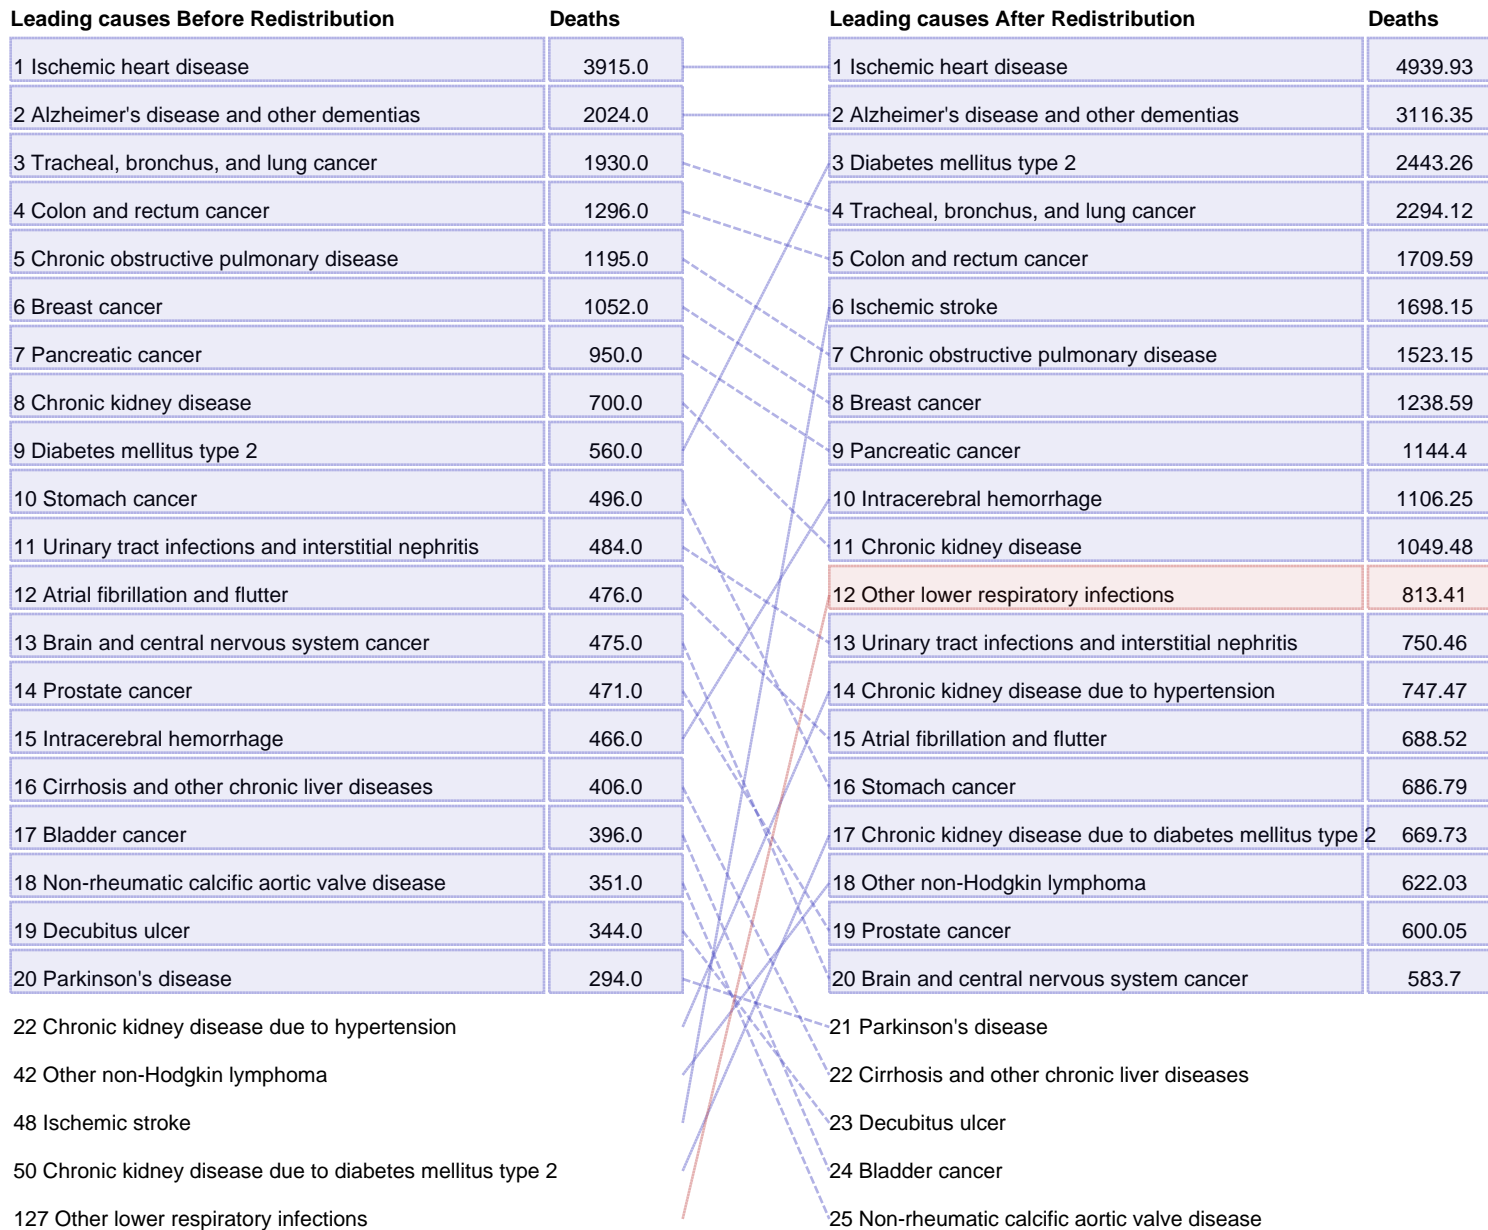 Leading causes Before Redistribution Deaths Leading causes After Redistribution Deaths
1 Ischemic heart disease 3915.0 1 Ischemic heart disease 4939.93
2 Alzheimer's disease and other dementias 2024.0 2 Alzheimer's disease and other dementias 3116.35
3 Tracheal, bronchus, and lung cancer 1930.0 3 Diabetes mellitus type 2 2443.26
4 Colon and rectum cancer 1296.0 4 Tracheal, bronchus, and lung cancer 2294.12
5 Chronic obstructive pulmonary disease 1195.0 5 Colon and rectum cancer 1709.59
6 Breast cancer 1052.0 6 Ischemic stroke 1698.15
7 Pancreatic cancer 950.0 7 Chronic obstructive pulmonary disease 1523.15
8 Chronic kidney disease 700.0 8 Breast cancer 1238.59
9 Diabetes mellitus type 2 560.0 9 Pancreatic cancer 1144.4
10 Stomach cancer 496.0 10 Intracerebral hemorrhage 1106.25
11 Urinary tract infections and interstitial nephritis 484.0 11 Chronic kidney disease 1049.48
12 Atrial fibrillation and flutter 476.0 12 Other lower respiratory infections 813.41
13 Brain and central nervous system cancer 475.0 13 Urinary tract infections and interstitial nephritis 750.46
14 Prostate cancer 471.0 14 Chronic kidney disease due to hypertension 747.47
15 Intracerebral hemorrhage 466.0 15 Atrial fibrillation and flutter 688.52
16 Cirrhosis and other chronic liver diseases 406.0 16 Stomach cancer 686.79
17 Bladder cancer 396.0 17 Chronic kidney disease due to diabetes mellitus type 2 669.73
18 Non-rheumatic calcific aortic valve disease 351.0 18 Other non-Hodgkin lymphoma 622.03
19 Decubitus ulcer 344.0 19 Prostate cancer 600.05
20 Parkinson's disease 294.0 20 Brain and central nervous system cancer 583.7
22 Chronic kidney disease due to hypertension 21 Parkinson's disease
42 Other non-Hodgkin lymphoma 22 Cirrhosis and other chronic liver diseases
48 Ischemic stroke 23 Decubitus ulcer
50 Chronic kidney disease due to diabetes mellitus type 2 24 Bladder cancer
127 Other lower respiratory infections 25 Non-rheumatic calcific aortic valve disease